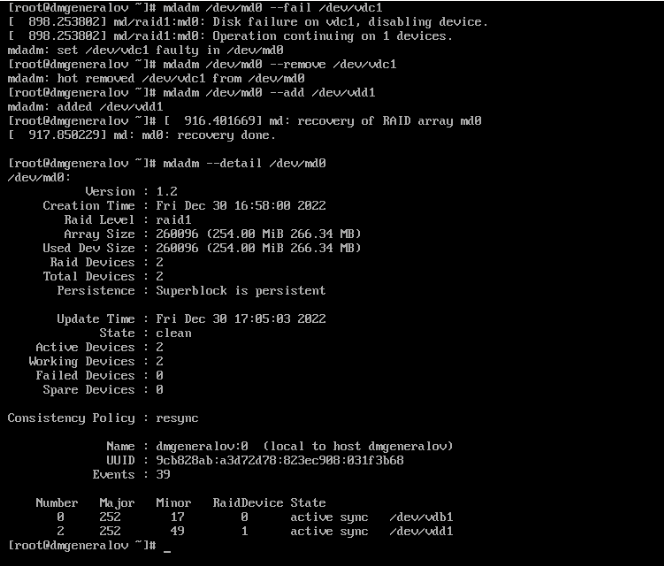 [root@dmgeneralov ~]# mdadm /dev/md0 --fail /dev/vdc1
[  898.253802] md/raid1:md0: Disk failure on vdc1, disabling device.
[  898.253802] md/raid1:md0: Operation continuing on 1 devices.
mdadm: set /dev/vdc1 faulty in /dev/md0
[root@dmgeneralov ~]# mdadm /dev/md0 --remove /dev/vdc1
mdadm: hot removed /dev/vdc1 from /dev/md0
[root@dmgeneralov ~]# mdadm /dev/md0 --add /dev/vdd1
mdadm: added /dev/vdd1
[root@dmgeneralov ~]# [  916.401669] md: recovery of RAID array md0
[  917.850229] md: md0: recovery done.
[root@dmgeneralov ~]# mdadm --detail /dev/md0
/dev/md0:
Version : 1.2
Creation Time : Fri Dec 30 16:58:00 2022
Raid Level : raid1
Array Size : 260096 (254.00 MiB 266.34 MB)
Used Dev Size : 260096 (254.00 MiB 266.34 MB)
Raid Devices : 2
Total Devices : 2
Persistence : Superblock is persistent
Update Time : Fri Dec 30 17:05:03 2022
State : clean
Active Devices : 2
Working Devices : 2
Failed Devices : 0
Spare Devices : 0
Consistency Policy : resync
Name : dmgeneralov:0  (local to host dmgeneralov)
UUID : 9cb828ab:a3d72d78:823ec908:031f3b68
Events : 39
Number   Major   Minor   RaidDevice State
0     252       17        0      active sync   /dev/vdb1
2     252       49        1      active sync   /dev/vdd1
[root@dmgeneralov ~]# _